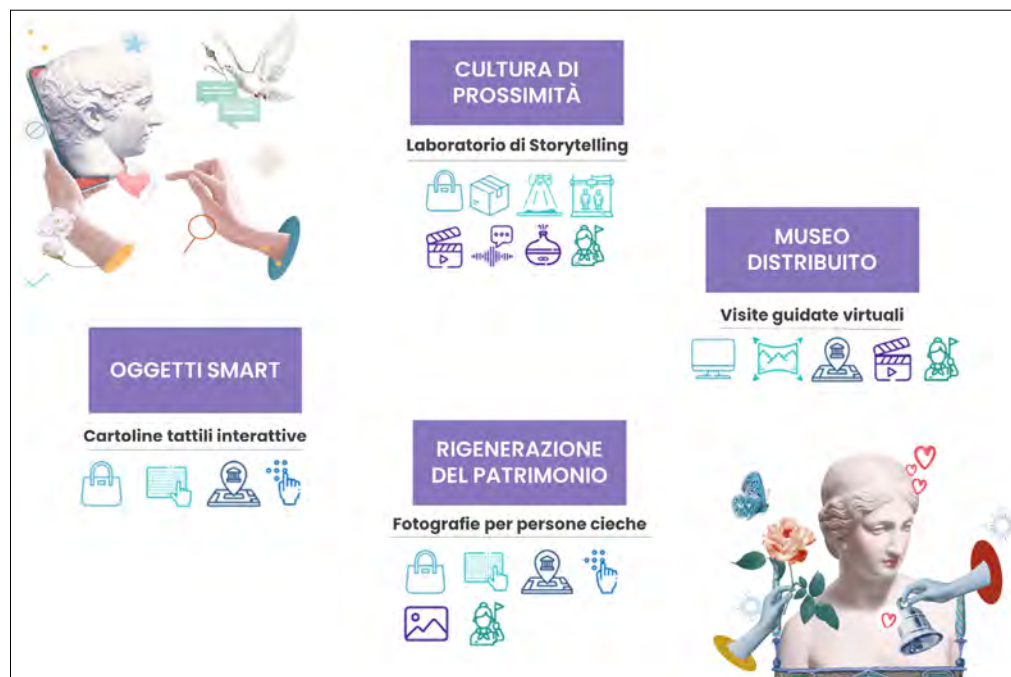 CULTURA DI
PROSSIMITÀ
Laboratorio di Storytelling
MUSEO
DISTRIBUITO
Visite guidate virtuali
OGGETTI SMART
Cartoline tattili interattive
RIGENERAZIONE
DEL PATRIMONIO
Fotografie per persone cieche